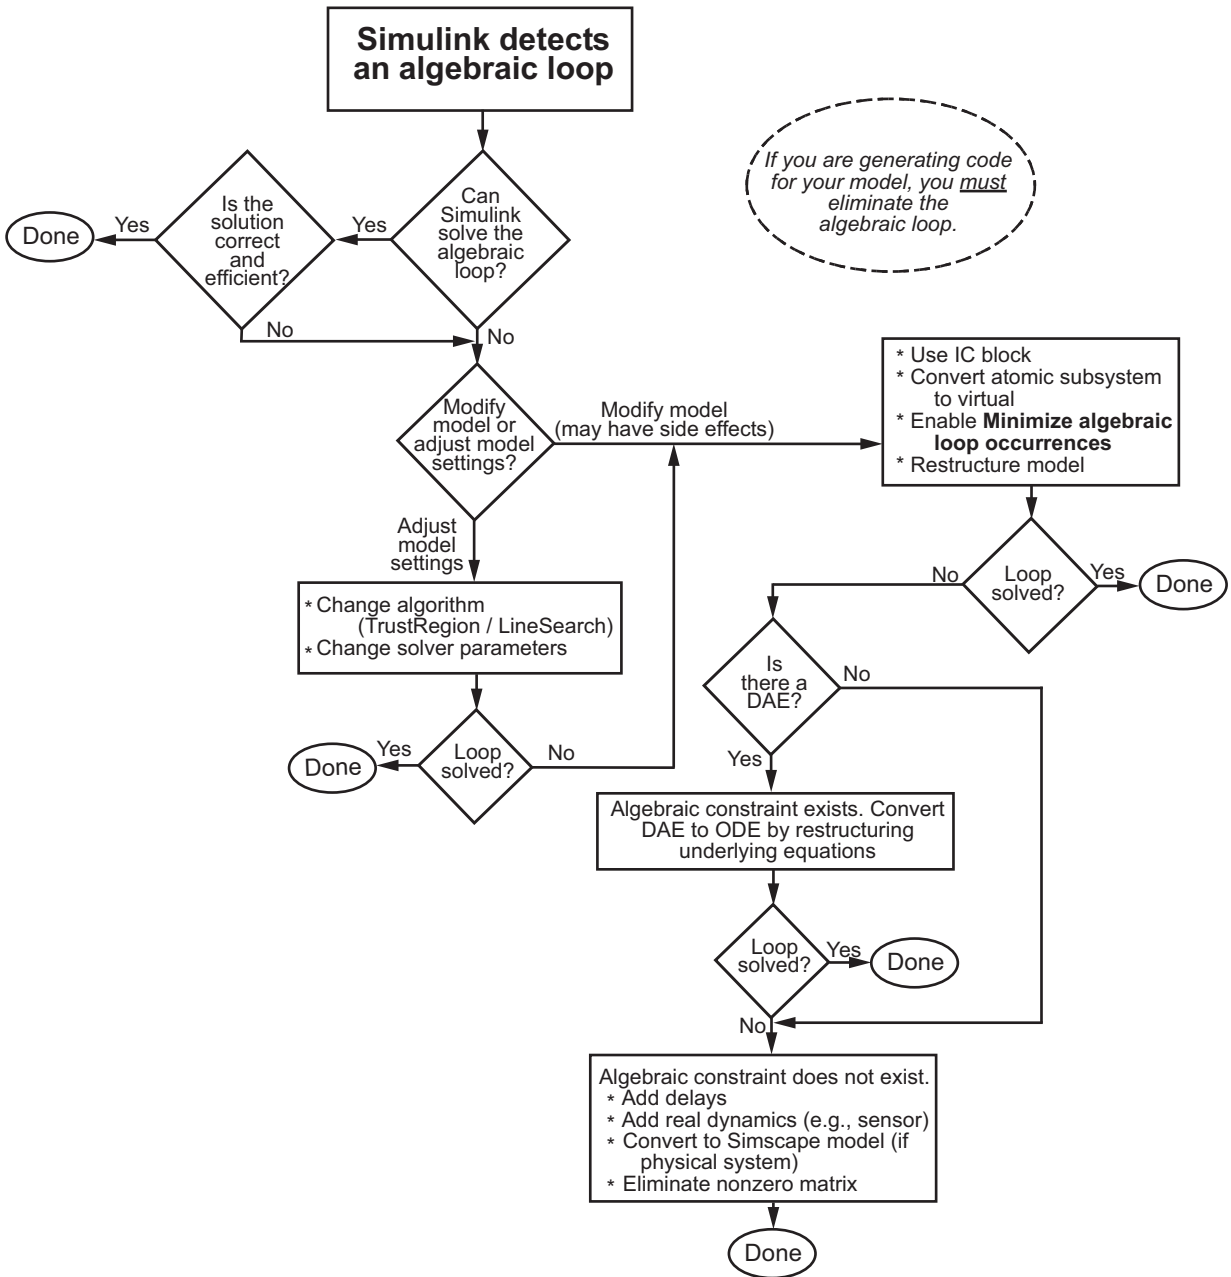 Simulink detects
an algebraic loop
If you are generating code
for your model, you must
eliminate the
algebraic loop.
Can
Simulink
solve the
algebraic
loop?
Yes
Is the
solution
correct
and
efficient?
Yes
Done
No
No
Modify
model or
adjust model
settings?
Modify model
(may have side effects)
* Use IC block
* Convert atomic subsystem
to virtual
* Enable Minimize algebraic
loop occurrences
* Restructure model
Adjust
model
settings
* Change algorithm
(TrustRegion / LineSearch)
* Change solver parameters
Loop
solved?
Yes
Done
No
Loop
solved?
Yes
Done
No
Is
there a
DAE?
No
Yes
Algebraic constraint exists. Convert
DAE to ODE by restructuring
underlying equations
Loop
solved?
Yes
Done
No
Algebraic constraint does not exist.
* Add delays
* Add real dynamics (e.g., sensor)
* Convert to Simscape model (if
physical system)
* Eliminate nonzero matrix
Done